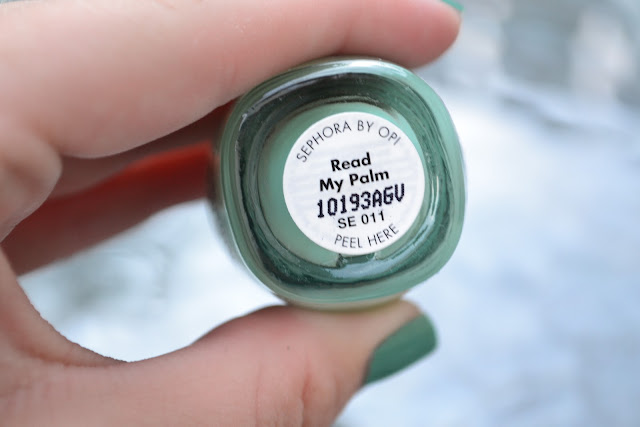 SEPHORA BY OPI
Read
My Palm
10193AGV
SE 011
PEEL HERE